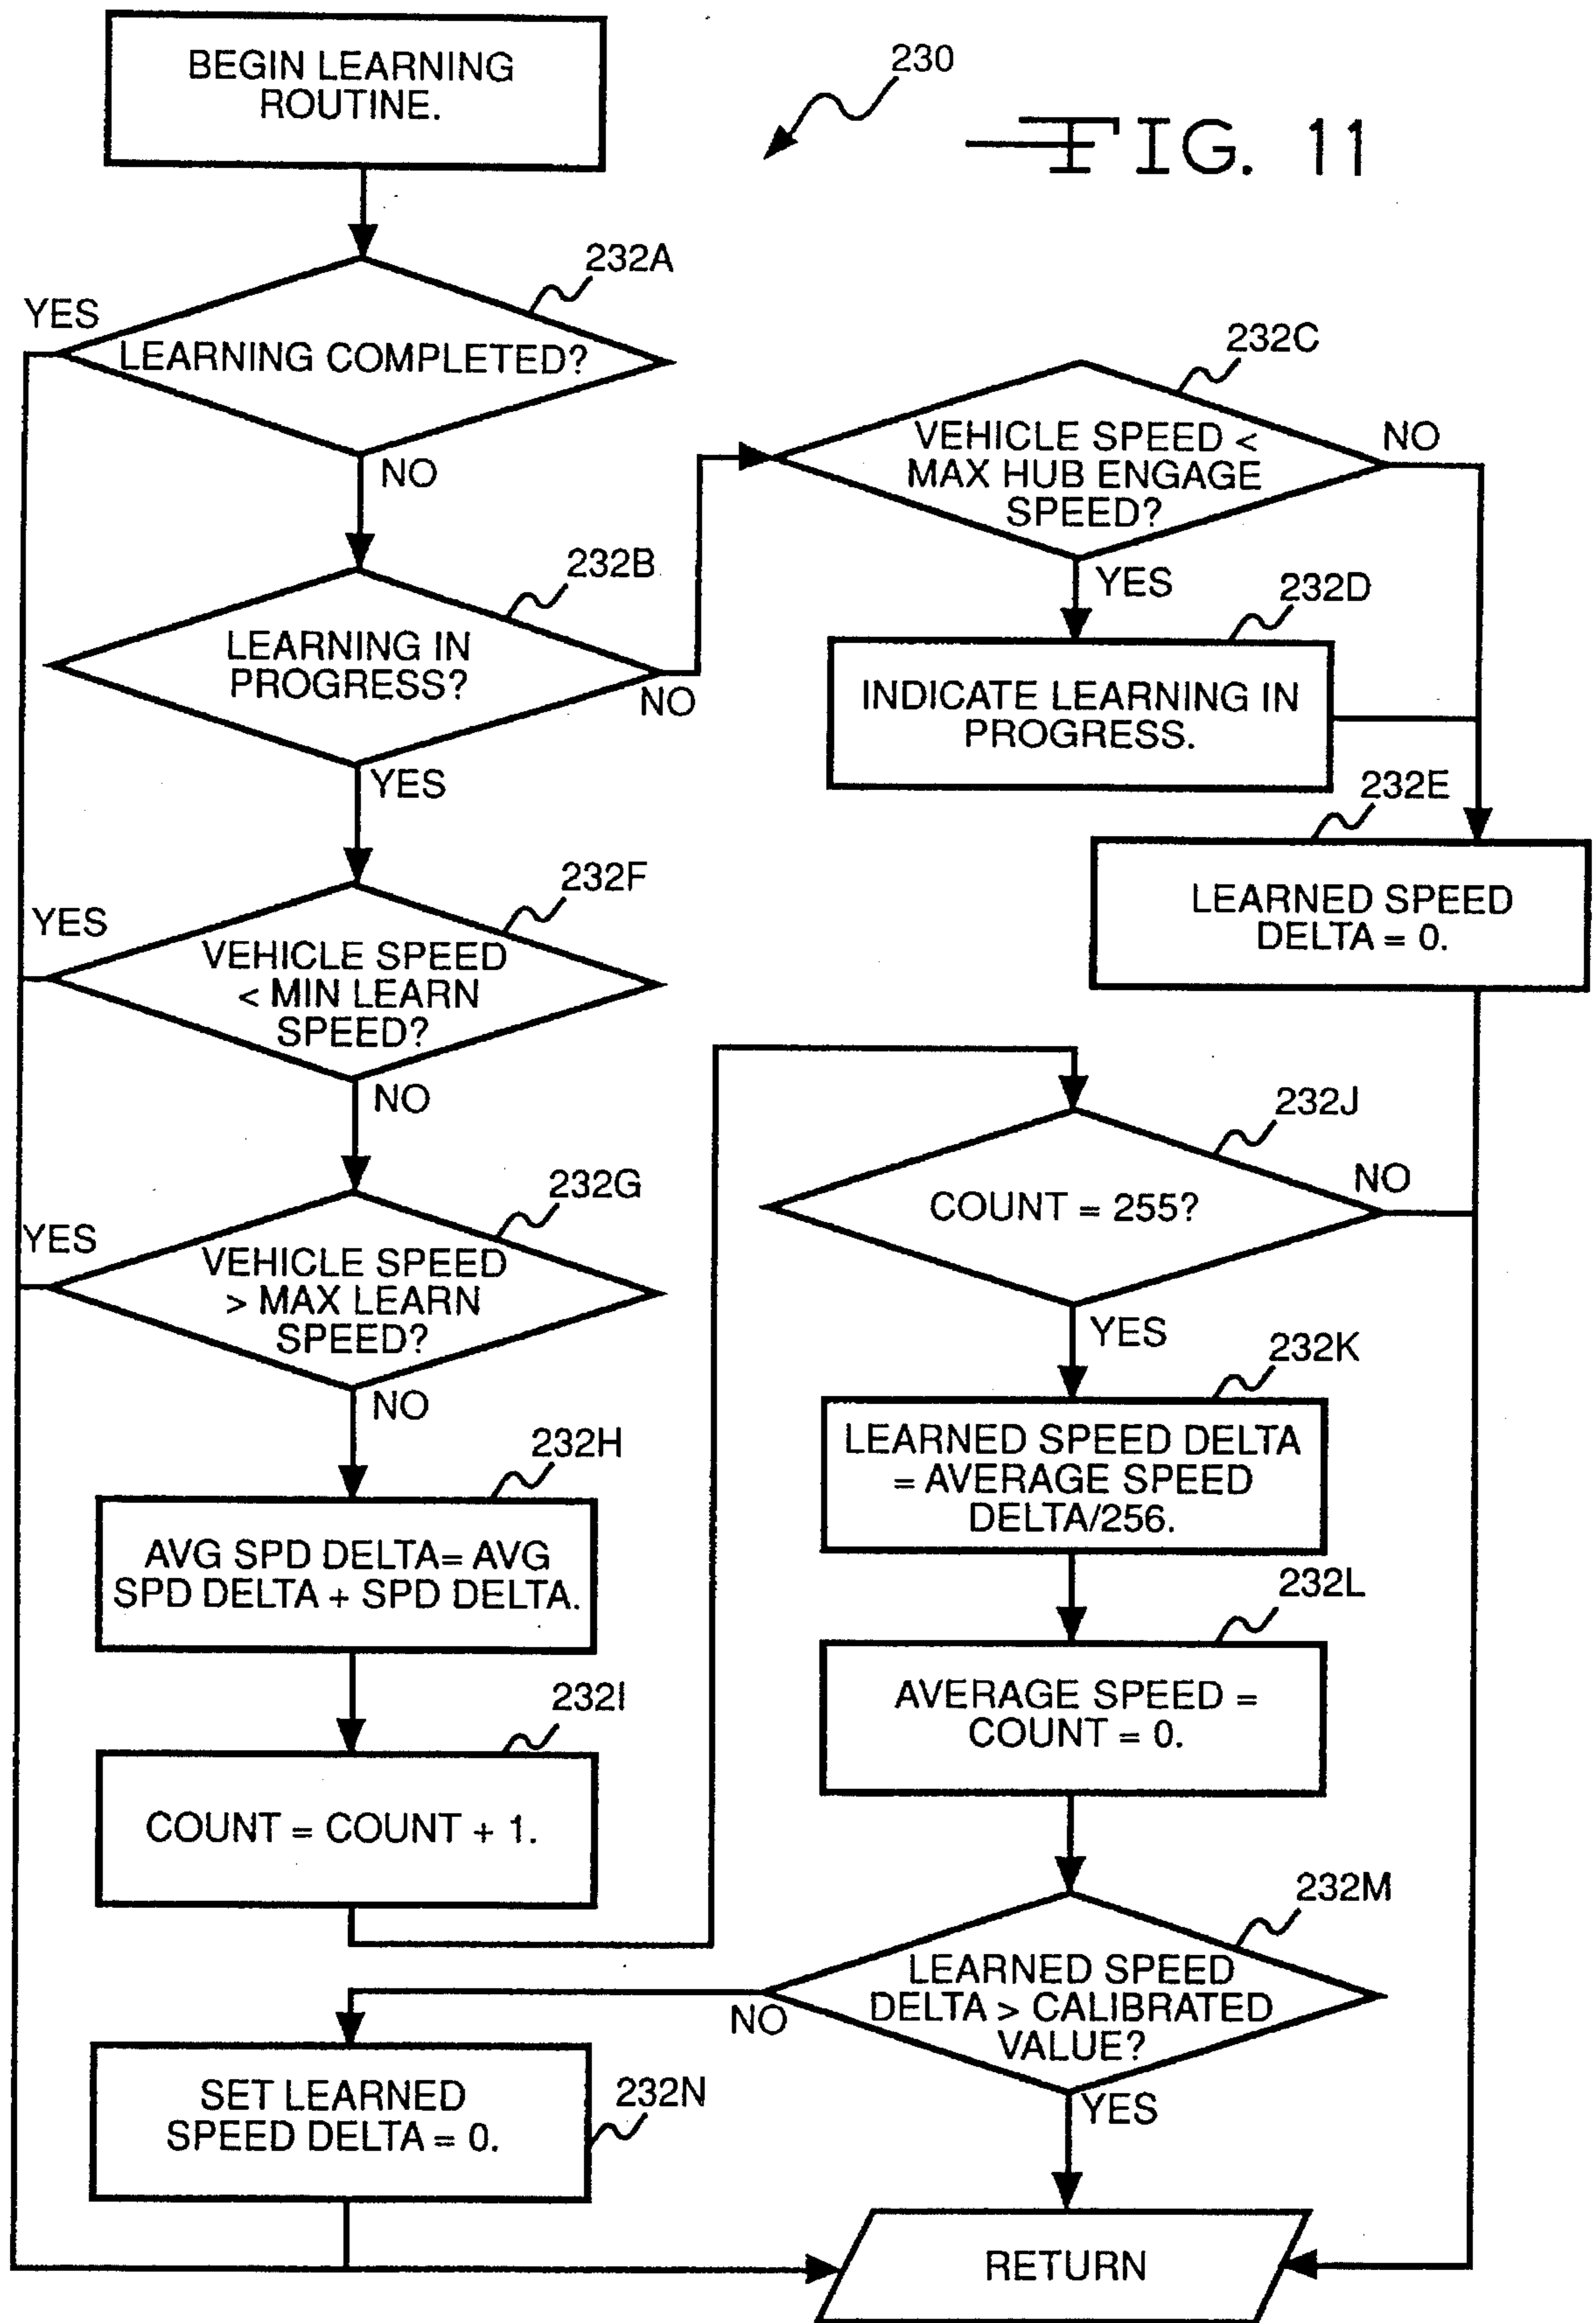 BEGIN LEARNING
ROUTINE.
230
FIG. 11
232A
YES
LEARNING COMPLETED?
NO
232B
LEARNING IN
PROGRESS?
NO
YES
232C
VEHICLE SPEED <
MAX HUB ENGAGE
SPEED?
NO
YES
232D
INDICATE LEARNING IN
PROGRESS.
232E
LEARNED SPEED
DELTA = 0.
232F
YES
VEHICLE SPEED
< MIN LEARN
SPEED?
NO
232G
YES
VEHICLE SPEED
> MAX LEARN
SPEED?
NO
232H
AVG SPD DELTA= AVG
SPD DELTA + SPD DELTA.
232I
COUNT = COUNT + 1.
232J
COUNT = 255?
NO
YES
232K
LEARNED SPEED DELTA
= AVERAGE SPEED
DELTA/256.
232L
AVERAGE SPEED =
COUNT = 0.
232M
LEARNED SPEED
DELTA > CALIBRATED
VALUE?
NO
YES
SET LEARNED
SPEED DELTA = 0.
232N
RETURN